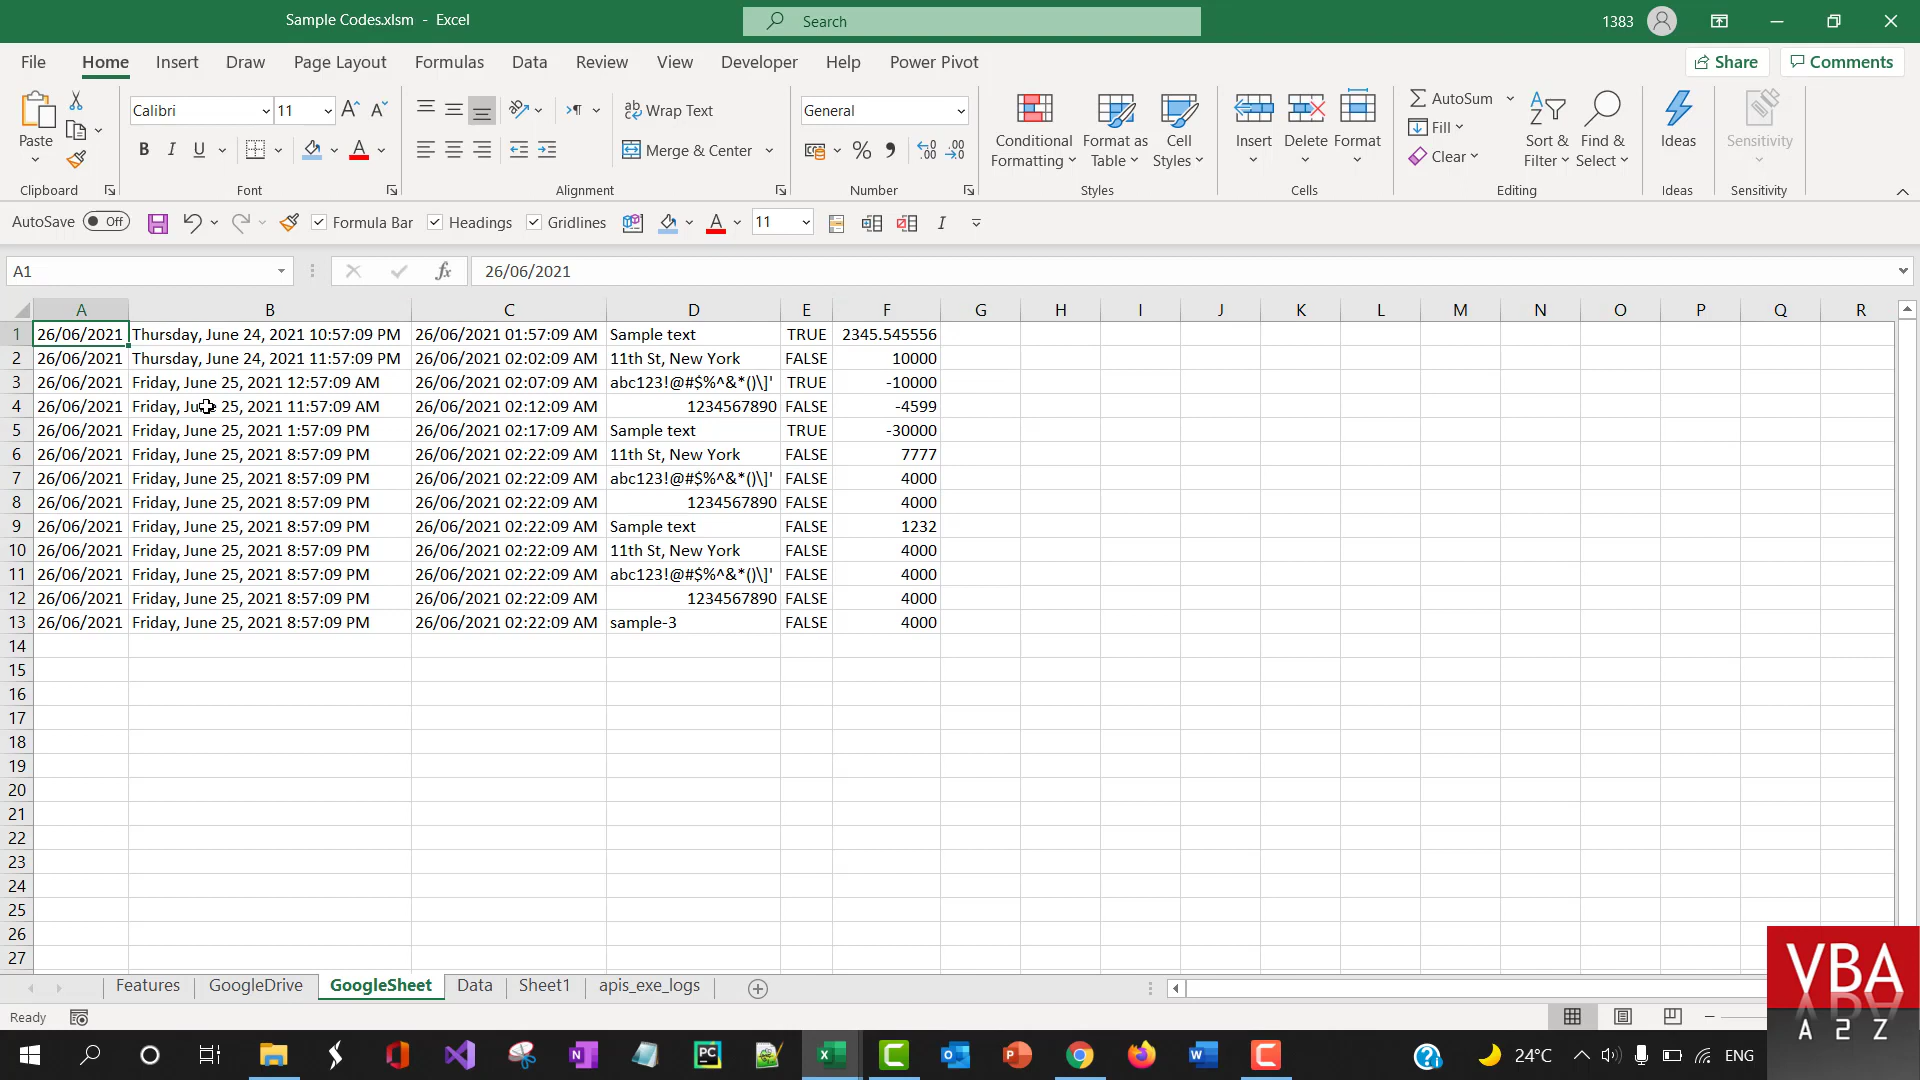 Sample Codes.xlsm - Excel
Search
1383
File Home Insert Draw Page Layout Formulas Data Review View Developer Help Power Pivot
Share Comments
Paste
Clipboard
Calibri 11
B I U
Font
ab Wrap Text
Merge & Center
Alignment
General
Number
Conditional Formatting
Format as Table
Cell Styles
Styles
Insert Delete Format
Cells
AutoSum
Fill
Clear
Sort & Filter
Find & Select
Editing
Ideas
Ideas
Sensitivity
Sensitivity
AutoSave Off Formula Bar Headings Gridlines 11
A1 fx 26/06/2021
A B C D E F G H I J K L M N O P Q R
1 26/06/2021 Thursday, June 24, 2021 10:57:09 PM 26/06/2021 01:57:09 AM Sample text TRUE 2345.545556
2 26/06/2021 Thursday, June 24, 2021 11:57:09 PM 26/06/2021 02:02:09 AM 11th St, New York FALSE 10000
3 26/06/2021 Friday, June 25, 2021 12:57:09 AM 26/06/2021 02:07:09 AM abc123!@#$%^&*()\]' TRUE -10000
4 26/06/2021 Friday, June 25, 2021 11:57:09 AM 26/06/2021 02:12:09 AM 1234567890 FALSE -4599
5 26/06/2021 Friday, June 25, 2021 1:57:09 PM 26/06/2021 02:17:09 AM Sample text TRUE -30000
6 26/06/2021 Friday, June 25, 2021 8:57:09 PM 26/06/2021 02:22:09 AM 11th St, New York FALSE 7777
7 26/06/2021 Friday, June 25, 2021 8:57:09 PM 26/06/2021 02:22:09 AM abc123!@#$%^&*()\]' FALSE 4000
8 26/06/2021 Friday, June 25, 2021 8:57:09 PM 26/06/2021 02:22:09 AM 1234567890 FALSE 4000
9 26/06/2021 Friday, June 25, 2021 8:57:09 PM 26/06/2021 02:22:09 AM Sample text FALSE 1232
10 26/06/2021 Friday, June 25, 2021 8:57:09 PM 26/06/2021 02:22:09 AM 11th St, New York FALSE 4000
11 26/06/2021 Friday, June 25, 2021 8:57:09 PM 26/06/2021 02:22:09 AM abc123!@#$%^&*()\]' FALSE 4000
12 26/06/2021 Friday, June 25, 2021 8:57:09 PM 26/06/2021 02:22:09 AM 1234567890 FALSE 4000
13 26/06/2021 Friday, June 25, 2021 8:57:09 PM 26/06/2021 02:22:09 AM sample-3 FALSE 4000
14
15
16
17
18
19
20
21
22
23
24
25
26
27
Features GoogleDrive GoogleSheet Data Sheet1 apis_exe_logs
Ready
VBA
A 2 Z
24°C ENG